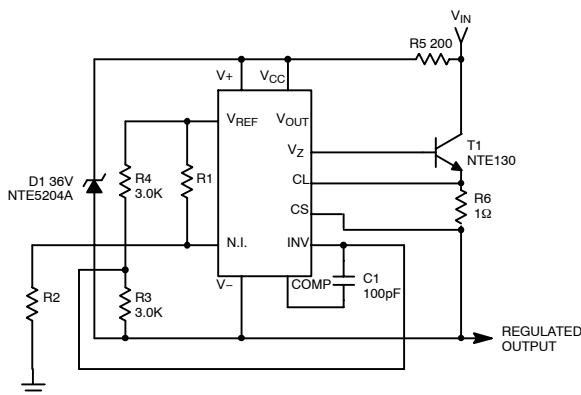 VIN
R5 200
V+
VCC
VREF
VOUT
T1
NTE130
VZ
D1 36V
NTE5204A
R4
3.0K
R1
CL
R6
1Ω
CS
N.I.
INV
R2
R3
3.0K
V−
COMP
C1
100pF
REGULATED
OUTPUT